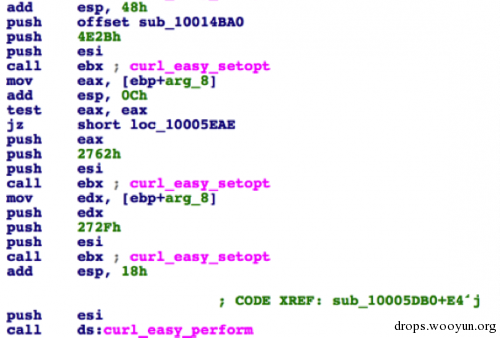 add esp, 48h
push offset sub_10014BA0
push 4E2Bh
push esi
call ebx ; curl_easy_setopt
mov eax, [ebp+arg_8]
add esp, 0Ch
test eax, eax
jz short loc_10005EAE
push eax
push 2762h
push esi
call ebx ; curl_easy_setopt
mov edx, [ebp+arg_8]
push edx
push 272Fh
push esi
call ebx ; curl_easy_setopt
add esp, 18h
; CODE XREF: sub_10005DB0+E4↑j
push esi
call ds:curl_easy_perform
drops.wooyun.org